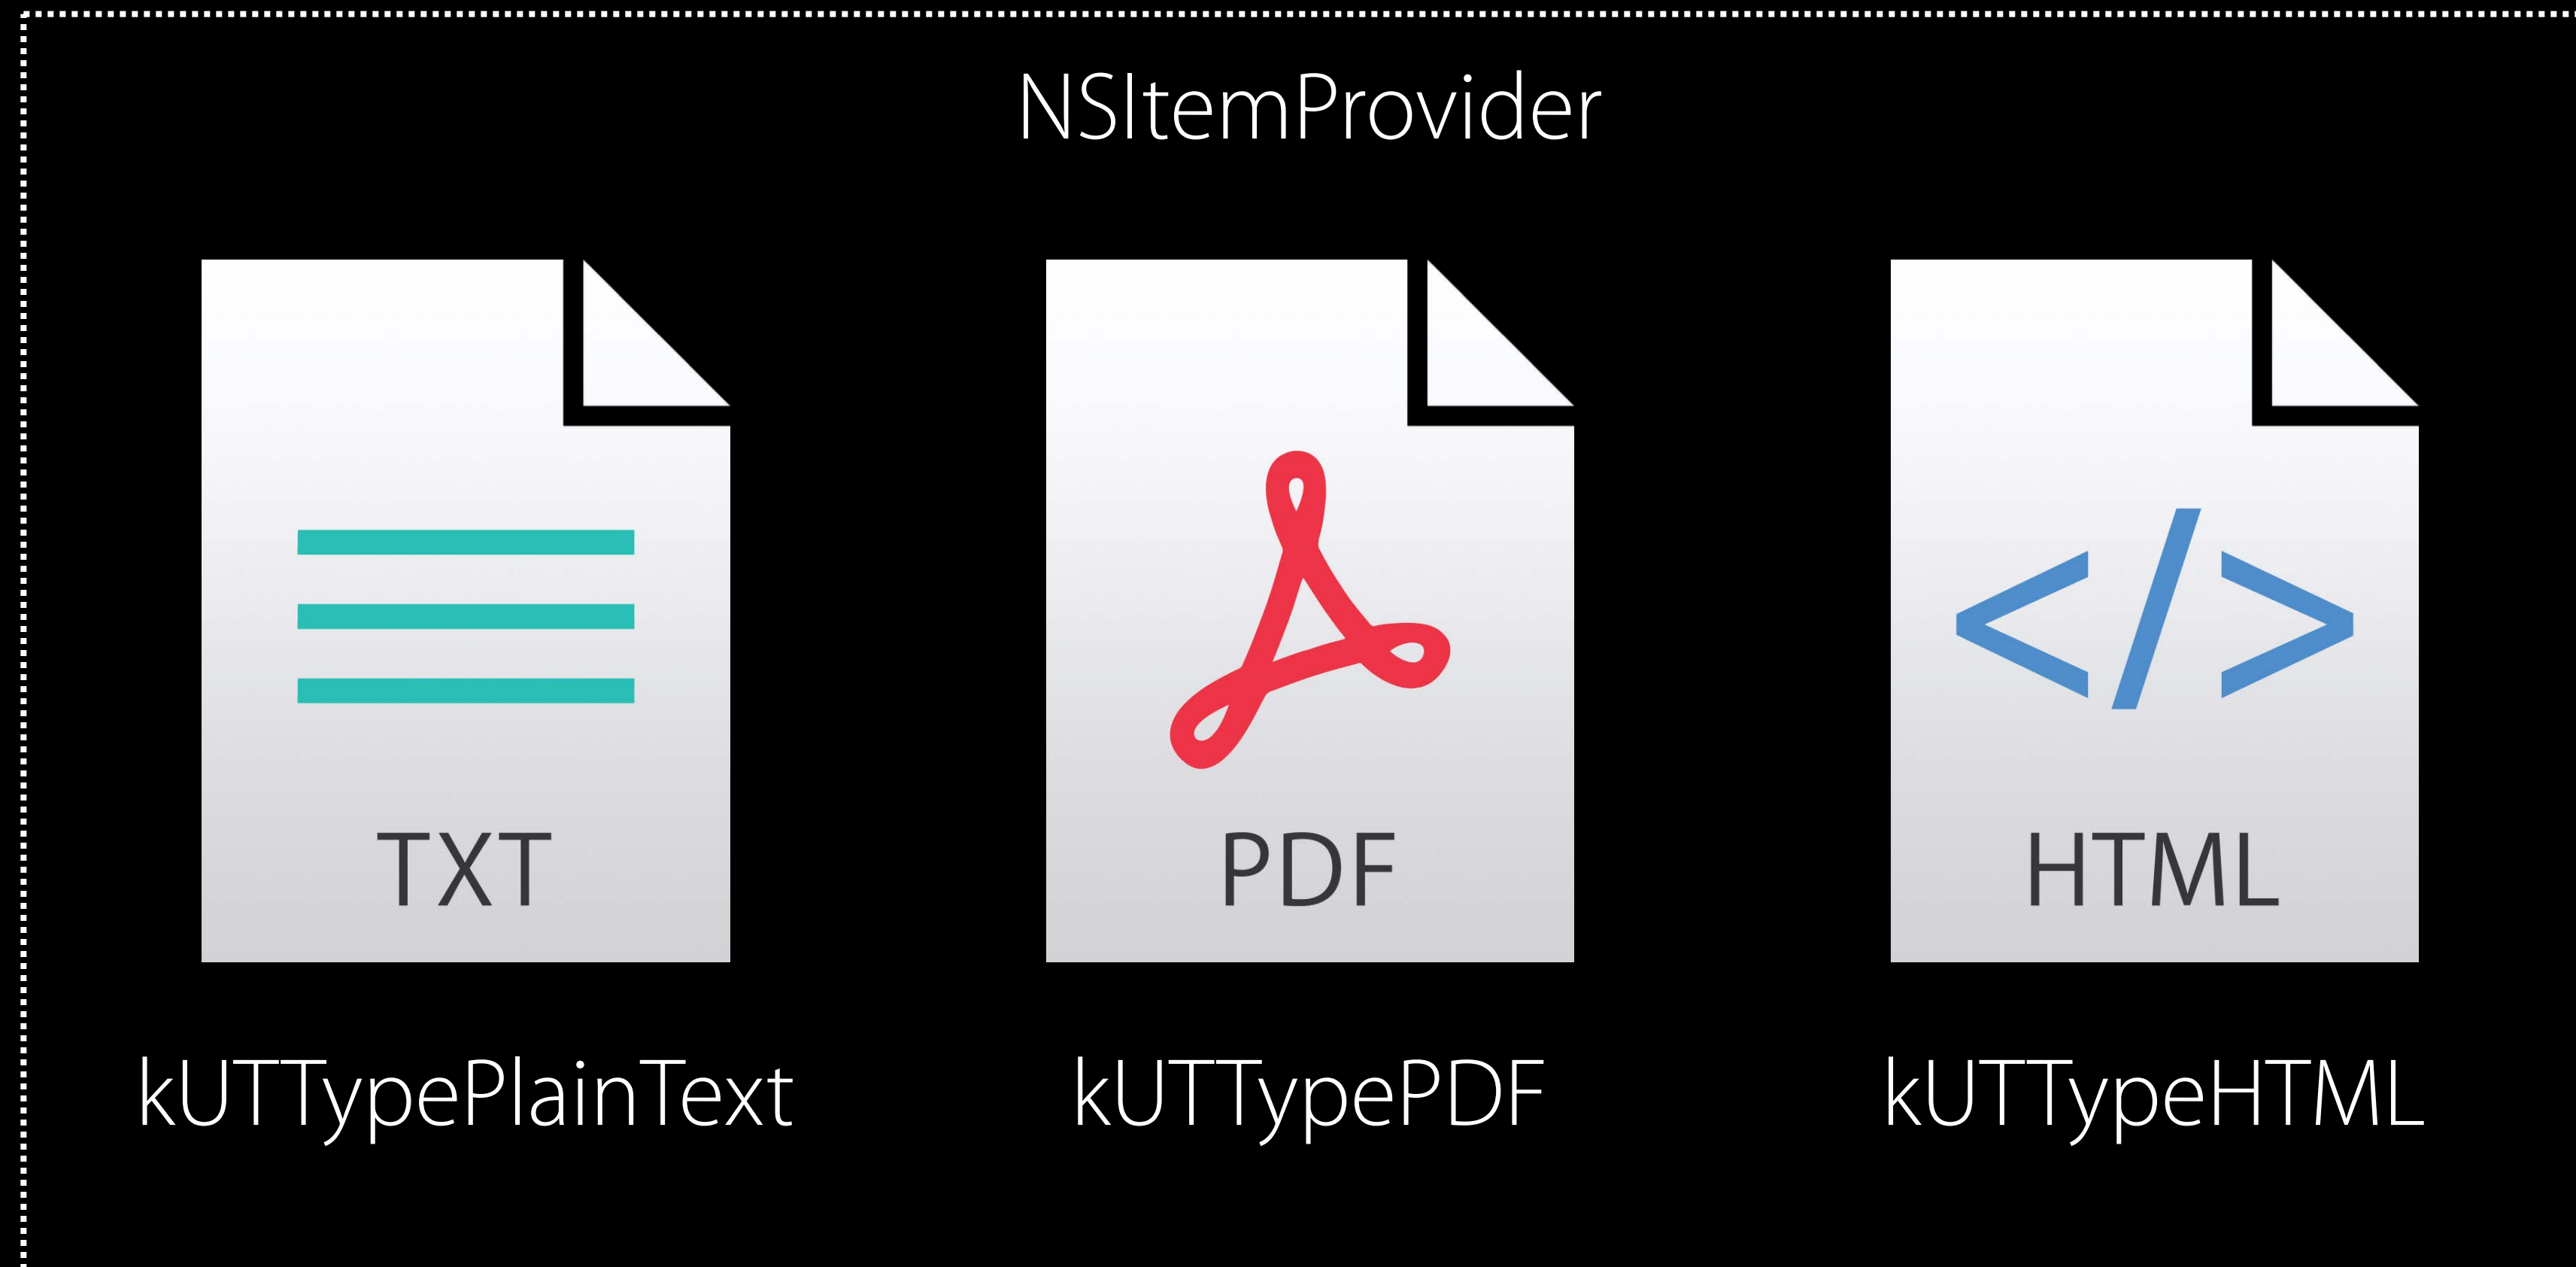 NSItemProvider
TXT
PDF
</>
HTML
kUTTypePlainText
kUTTypePDF
kUTTypeHTML